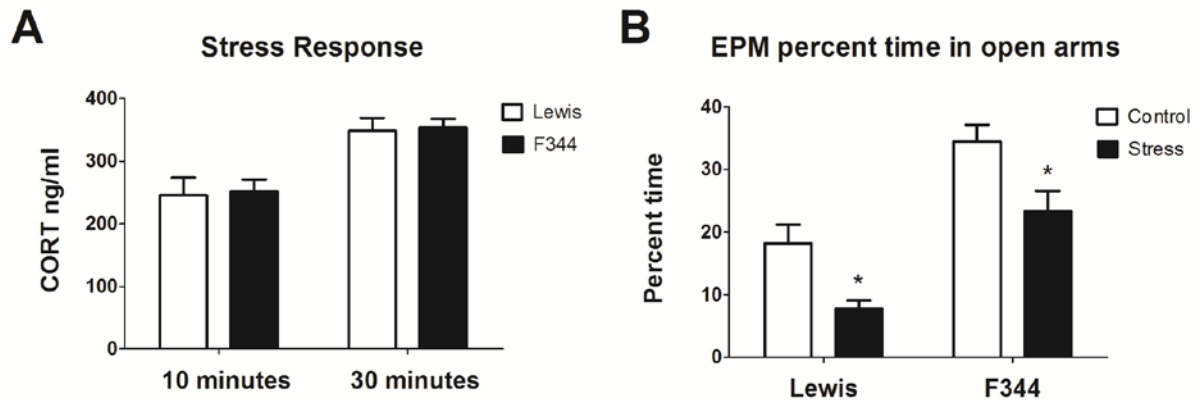 A
Stress Response
CORT ng/ml
400
300
200
100
0
10 minutes
30 minutes
Lewis
F344
B
EPM percent time in open arms
Percent time
40
30
20
10
0
*
*
Lewis
F344
Control
Stress